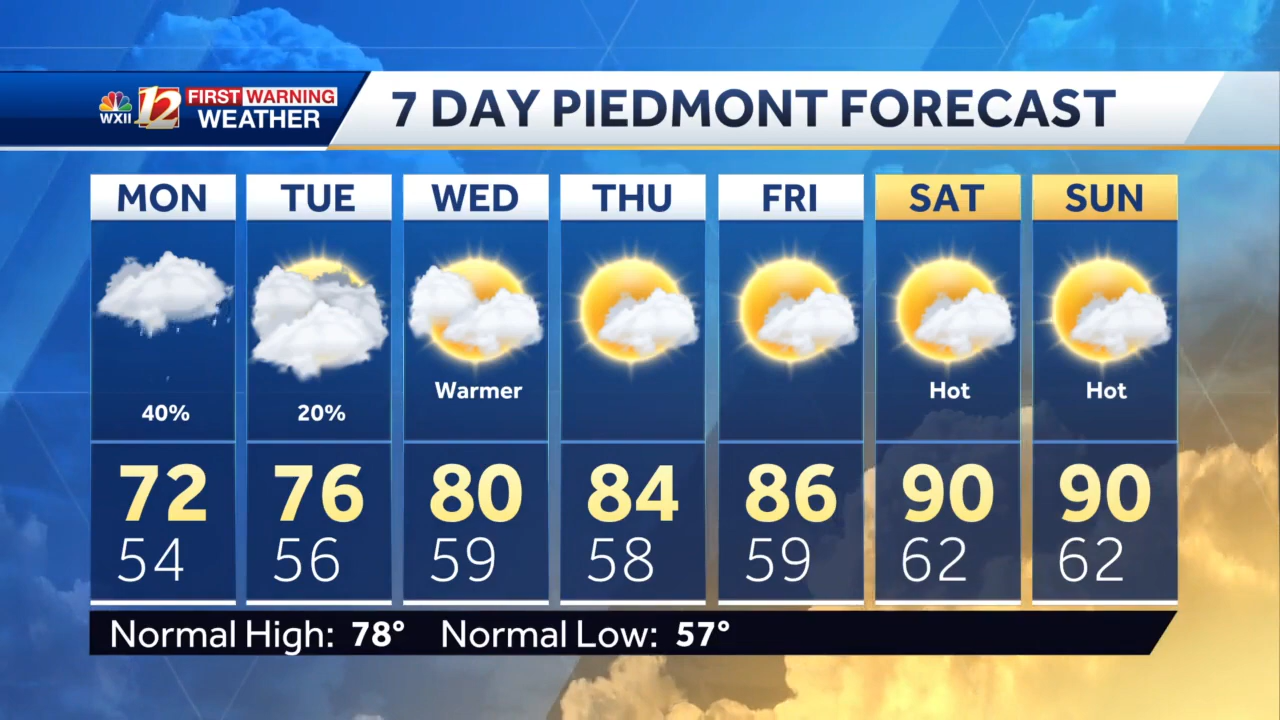 WXII 12 FIRST WARNING WEATHER
7 DAY PIEDMONT FORECAST
MON TUE WED THU FRI SAT SUN
Warmer Hot Hot
40% 20%
72 76 80 84 86 90 90
54 56 59 58 59 62 62
Normal High: 78° Normal Low: 57°